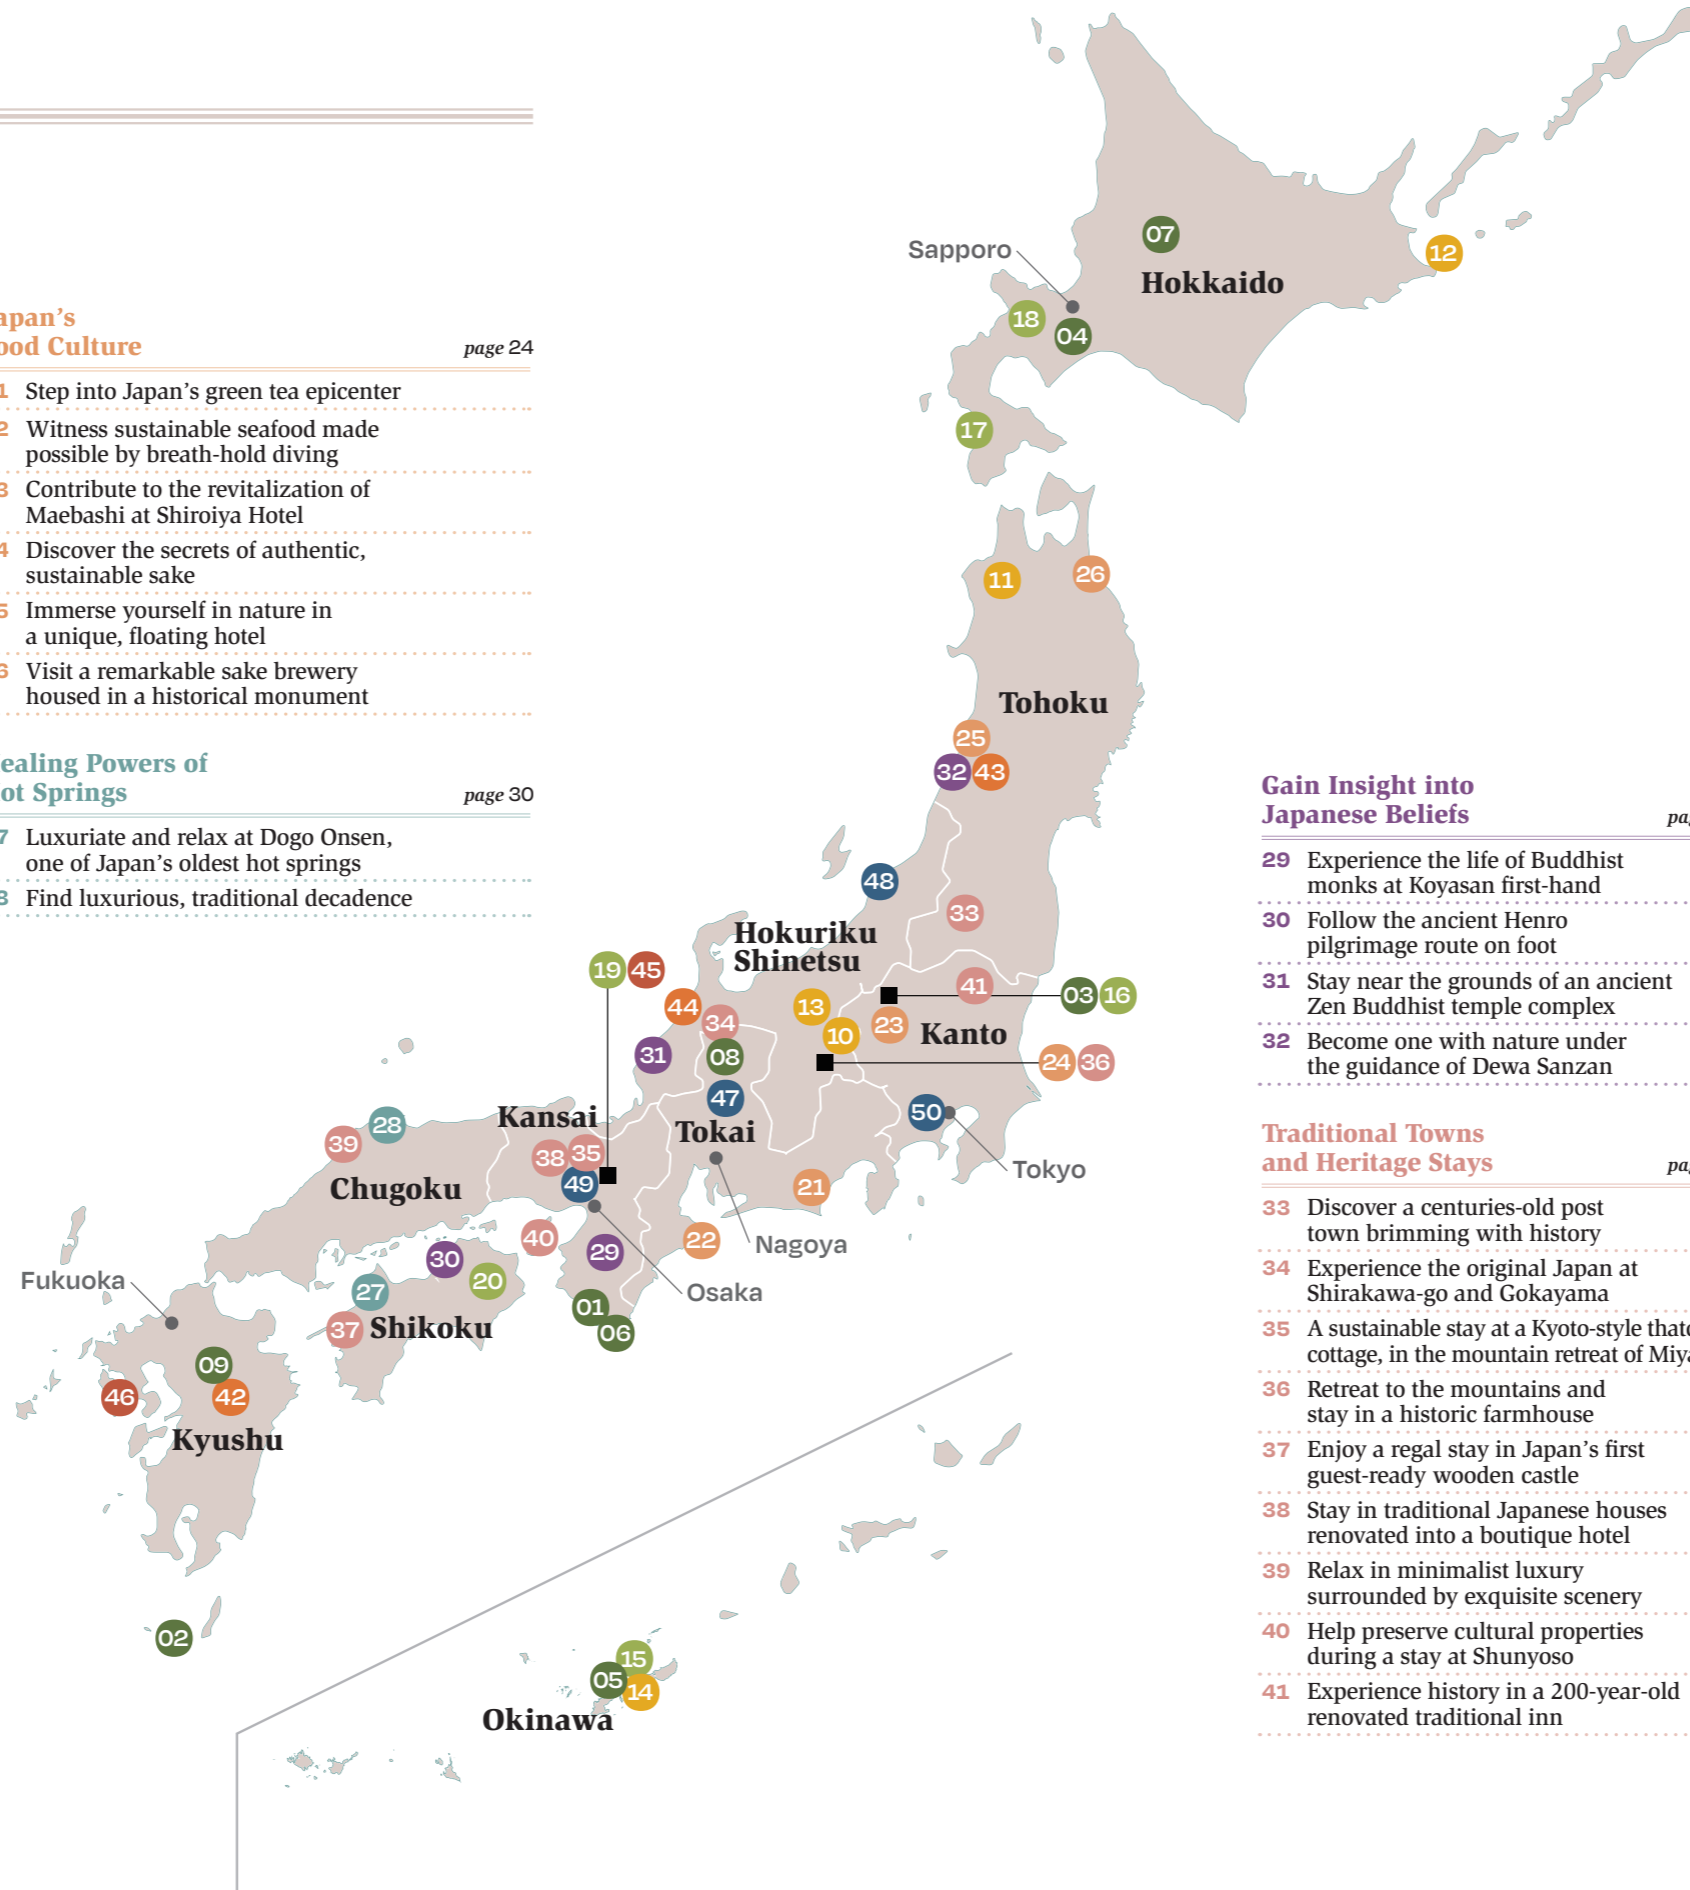 apan’s
ood Culture
page 24
1 Step into Japan’s green tea epicenter
2 Witness sustainable seafood made
possible by breath-hold diving
3 Contribute to the revitalization of
Maebashi at Shiroiya Hotel
4 Discover the secrets of authentic,
sustainable sake
5 Immerse yourself in nature in
a unique, floating hotel
6 Visit a remarkable sake brewery
housed in a historical monument
ealing Powers of
ot Springs
page 30
7 Luxuriate and relax at Dogo Onsen,
one of Japan’s oldest hot springs
8 Find luxurious, traditional decadence
07
Sapporo
12
Hokkaido
18
04
17
11
26
Tohoku
25
32 43
48
33
Hokuriku
Shinetsu
19 45
41
03 16
44
13
34
23
10
Kanto
31
08
24 36
47
50
Kansai
28
Tokai
39
38 35
Tokyo
49
21
Chugoku
40
22
Nagoya
29
30
20
Fukuoka
27
Osaka
01
37
Shikoku
06
09
46
42
Kyushu
02
15
05
14
Okinawa
Gain Insight into
Japanese Beliefs
pa
29 Experience the life of Buddhist
monks at Koyasan first-hand
30 Follow the ancient Henro
pilgrimage route on foot
31 Stay near the grounds of an ancient
Zen Buddhist temple complex
32 Become one with nature under
the guidance of Dewa Sanzan
Traditional Towns
and Heritage Stays
pa
33 Discover a centuries-old post
town brimming with history
34 Experience the original Japan at
Shirakawa-go and Gokayama
35 A sustainable stay at a Kyoto-style thatc
cottage, in the mountain retreat of Miya
36 Retreat to the mountains and
stay in a historic farmhouse
37 Enjoy a regal stay in Japan’s first
guest-ready wooden castle
38 Stay in traditional Japanese houses
renovated into a boutique hotel
39 Relax in minimalist luxury
surrounded by exquisite scenery
40 Help preserve cultural properties
during a stay at Shunyoso
41 Experience history in a 200-year-old
renovated traditional inn